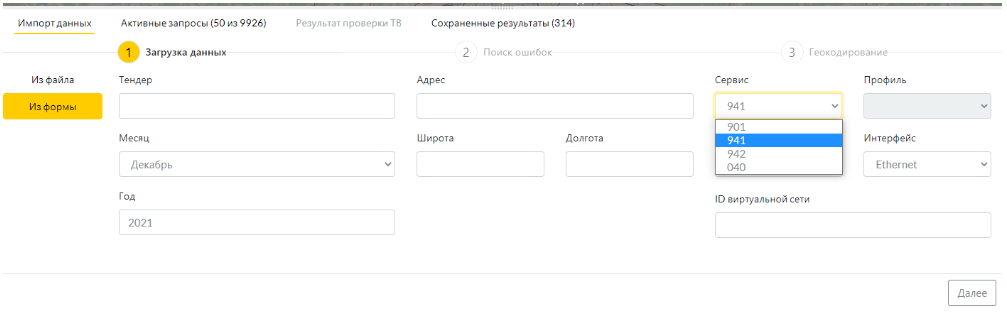 Импорт данных Активные запросы (50 из 9926) Результат проверки ТВ Сохраненные результаты (314)
1 Загрузка данных 2 Поиск ошибок 3 Геокодирование
Из файла Тендер Адрес Сервис Профиль
Из формы 941
901
Месяц Широта Долгота 941 Интерфейс
942
Декабрь 040 Ethernet
Год ID виртуальной сети
2021
Далее